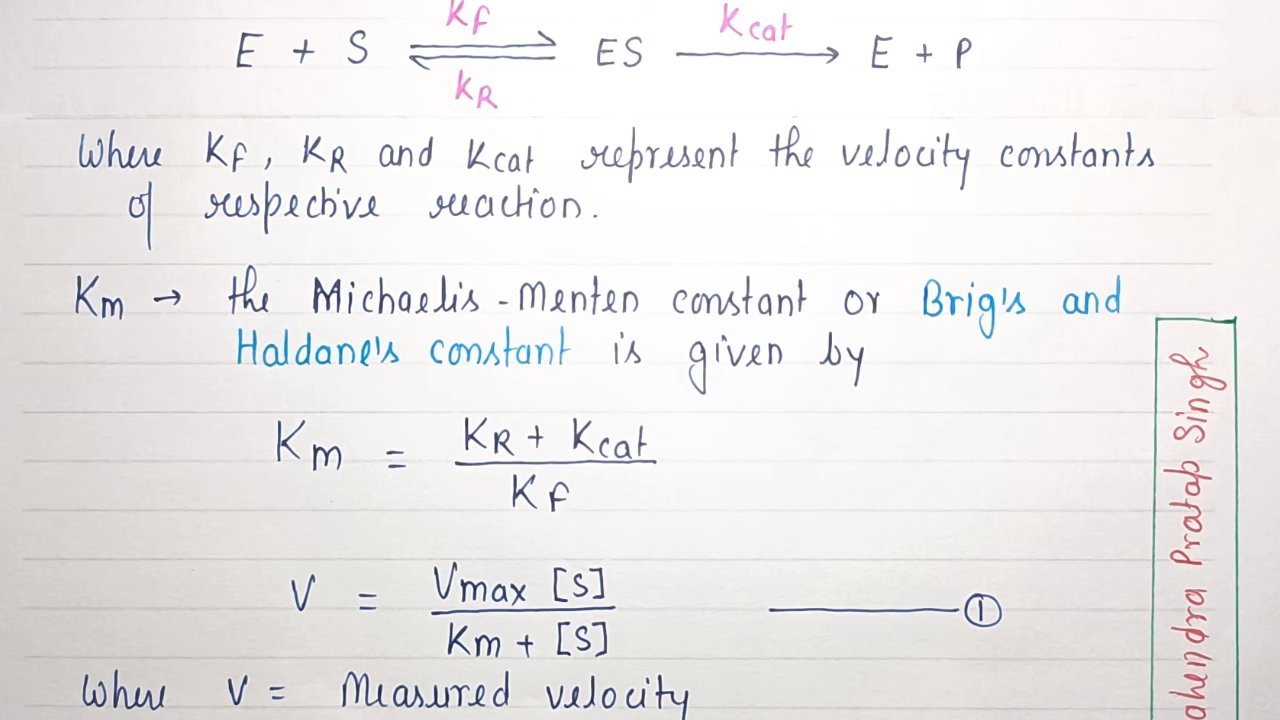 Kf
Kcat
E + S ⇌ ES ⟶ E + P
KR
Where Kf, KR and Kcat represent the velocity constants
of respective reaction.
Km → the Michaelis-Menten constant or Brig's and
Haldane's constant is given by
Km = KR + Kcat / Kf
V = Vmax [S] / Km + [S] ——— ①
Where V = Measured velocity
ahendra Pratap Singh